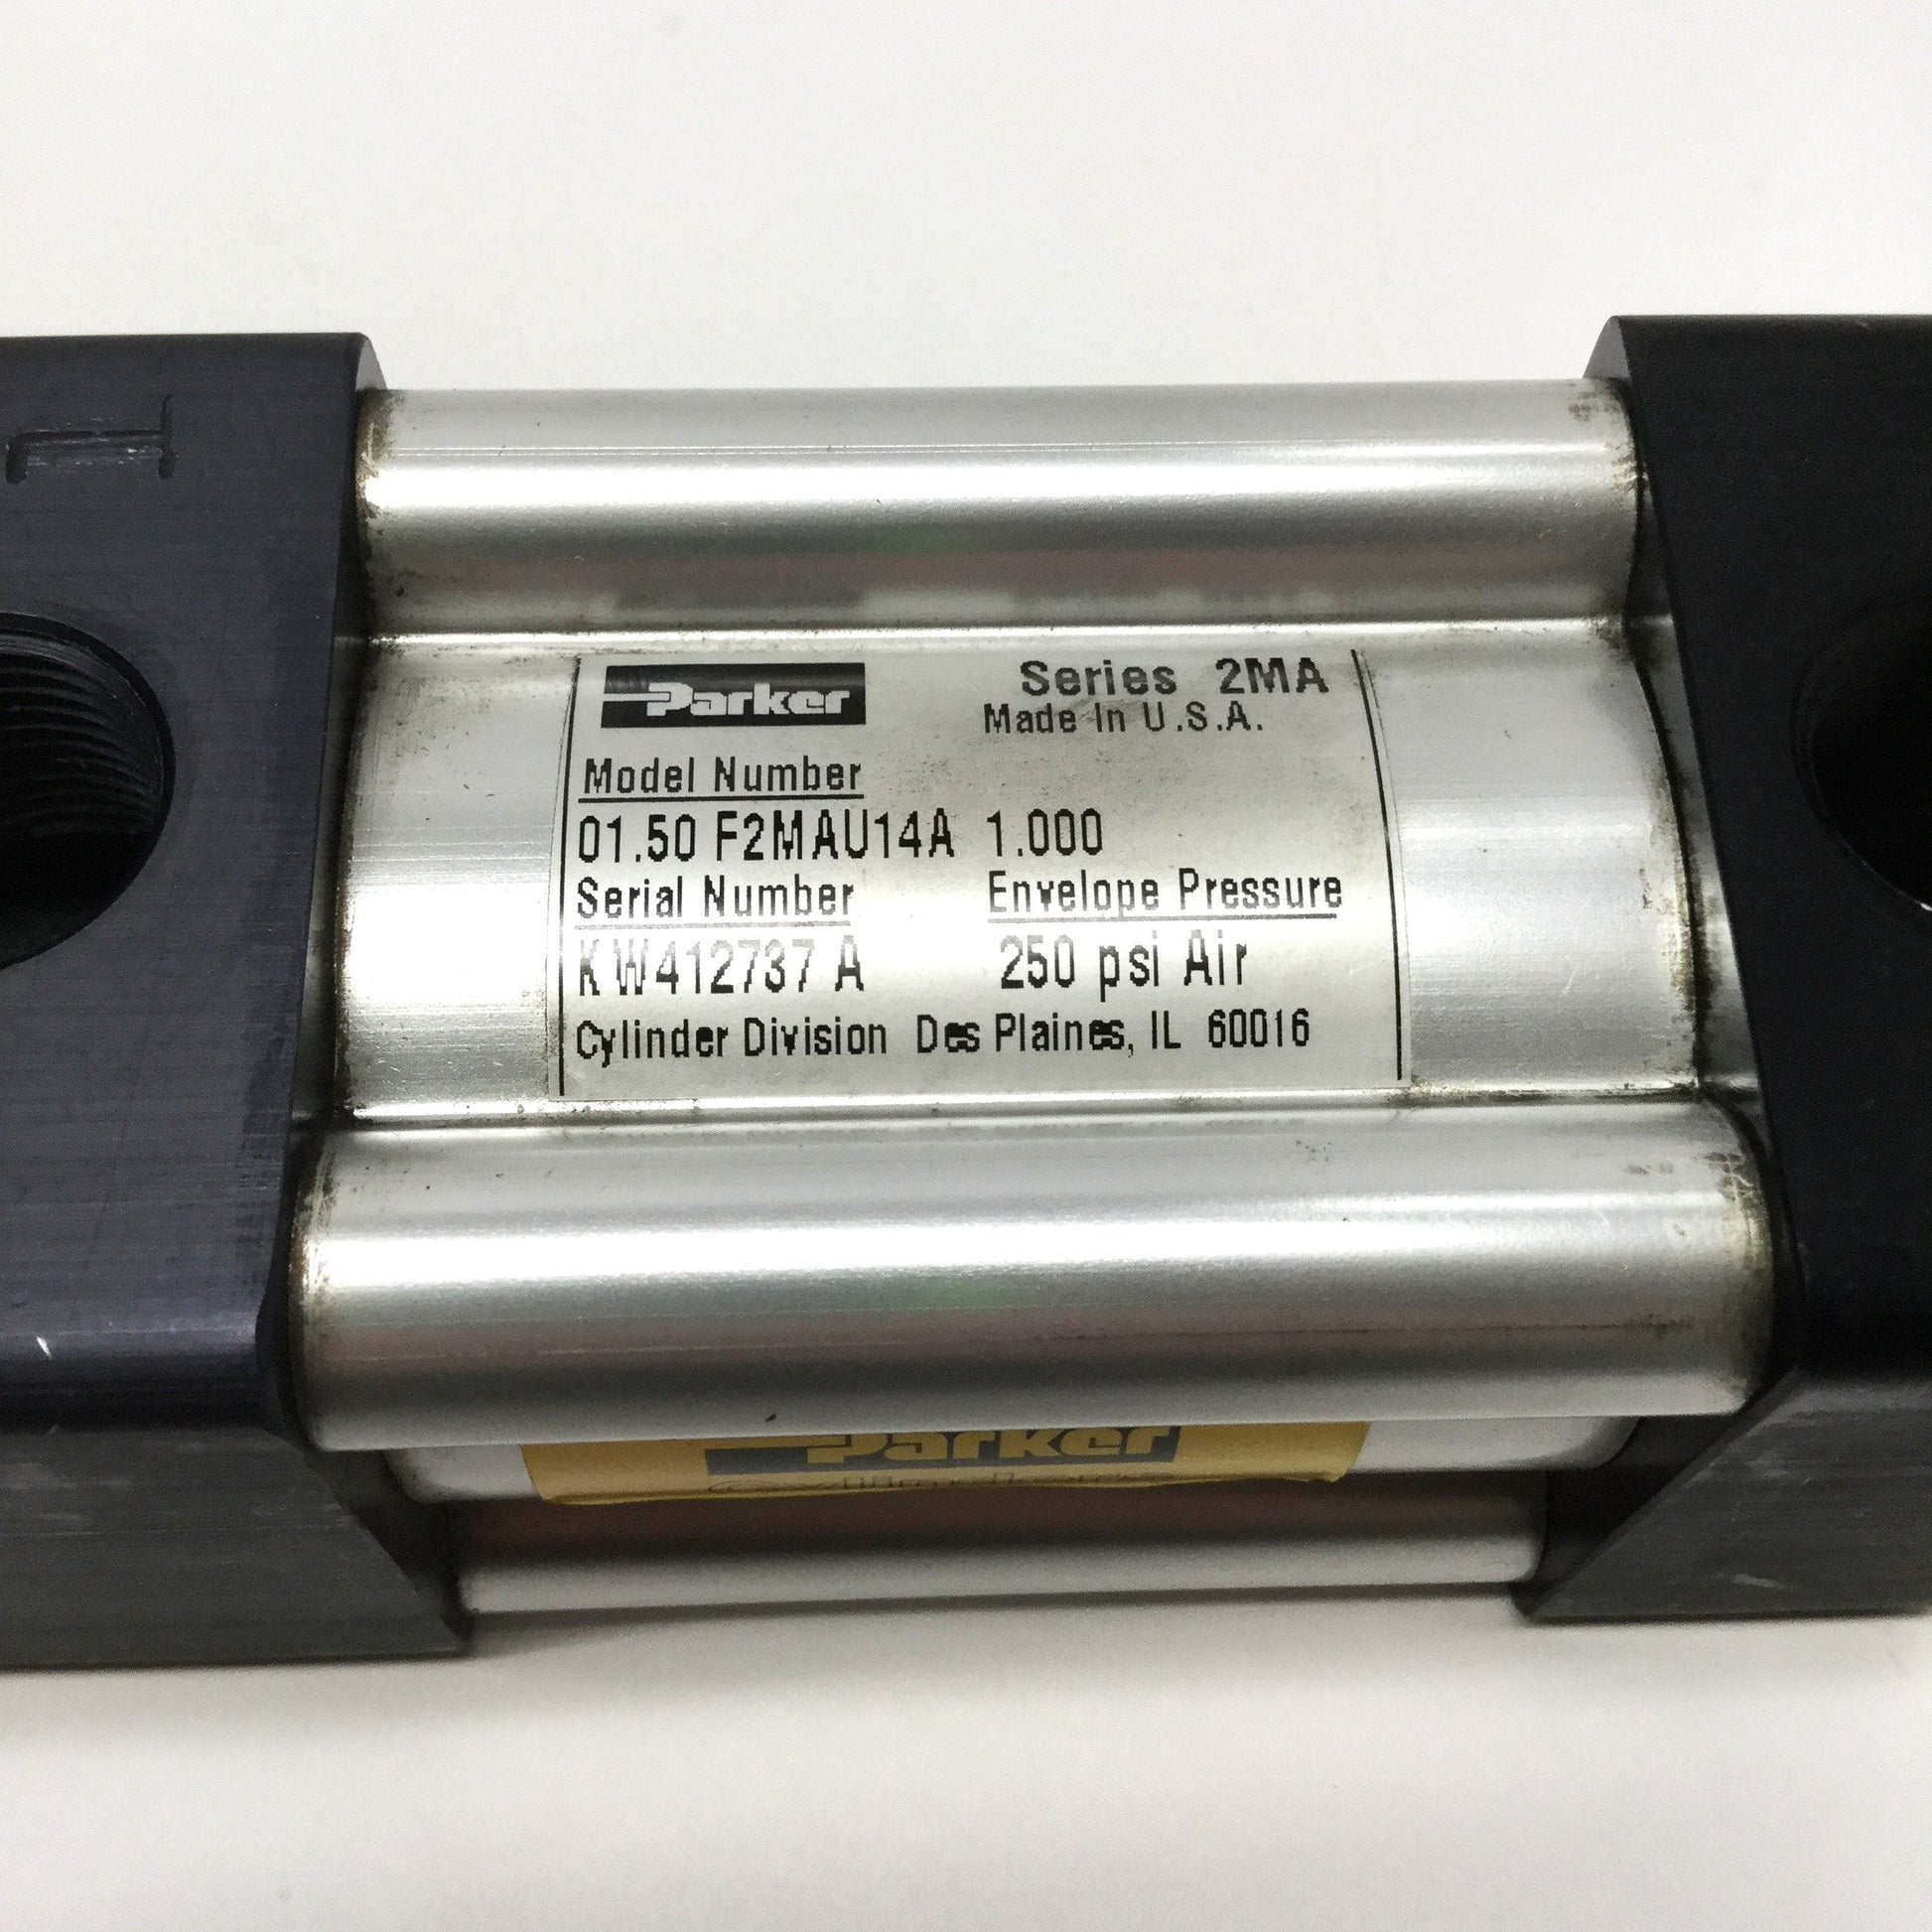 Parker
Series 2MA
Made In U.S.A.
Model Number
01.50 F2MAU14A 1.000
Serial Number Envelope Pressure
KW412737 A 250 psi Air
Cylinder Division Des Plaines, IL 60016
Parker